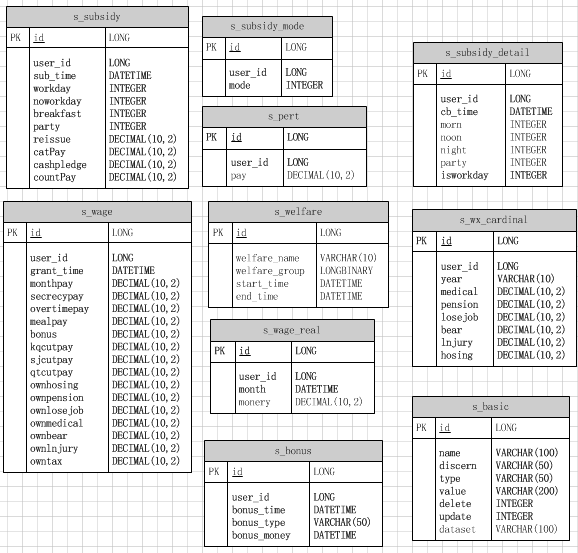 s_subsidy
PK id LONG
user_id LONG
sub_time DATETIME
workday INTEGER
noworkday INTEGER
breakfast INTEGER
party INTEGER
reissue DECIMAL(10,2)
catPay DECIMAL(10,2)
cashpledge DECIMAL(10,2)
countPay DECIMAL(10,2)
s_subsidy_mode
PK id LONG
user_id LONG
mode INTEGER
s_pert
PK id LONG
user_id LONG
pay DECIMAL(10,2)
s_subsidy_detail
PK id LONG
user_id LONG
cb_time DATETIME
morn INTEGER
noon INTEGER
night INTEGER
party INTEGER
isworkday INTEGER
s_wage
PK id LONG
user_id LONG
grant_time DATETIME
monthpay DECIMAL(10,2)
secrecypay DECIMAL(10,2)
overtimepay DECIMAL(10,2)
mealpay DECIMAL(10,2)
bonus DECIMAL(10,2)
kqcutpay DECIMAL(10,2)
sjcutpay DECIMAL(10,2)
qtcutpay DECIMAL(10,2)
ownhosing DECIMAL(10,2)
ownpension DECIMAL(10,2)
ownlosejob DECIMAL(10,2)
ownmedical DECIMAL(10,2)
ownbear DECIMAL(10,2)
ownlnjury DECIMAL(10,2)
owntax DECIMAL(10,2)
s_welfare
PK id LONG
welfare_name VARCHAR(10)
welfare_group LONGBINARY
start_time DATETIME
end_time DATETIME
s_wage_real
PK id LONG
user_id LONG
month DATETIME
monery DECIMAL(10,2)
s_bonus
PK id LONG
user_id LONG
bonus_time DATETIME
bonus_type VARCHAR(50)
bonus_money DATETIME
s_wx_cardinal
PK id LONG
user_id LONG
year VARCHAR(10)
medical DECIMAL(10,2)
pension DECIMAL(10,2)
losejob DECIMAL(10,2)
bear DECIMAL(10,2)
lnjury DECIMAL(10,2)
hosing DECIMAL(10,2)
s_basic
PK id LONG
name VARCHAR(100)
discern VARCHAR(50)
type VARCHAR(50)
value VARCHAR(200)
delete INTEGER
update INTEGER
dataset VARCHAR(100)